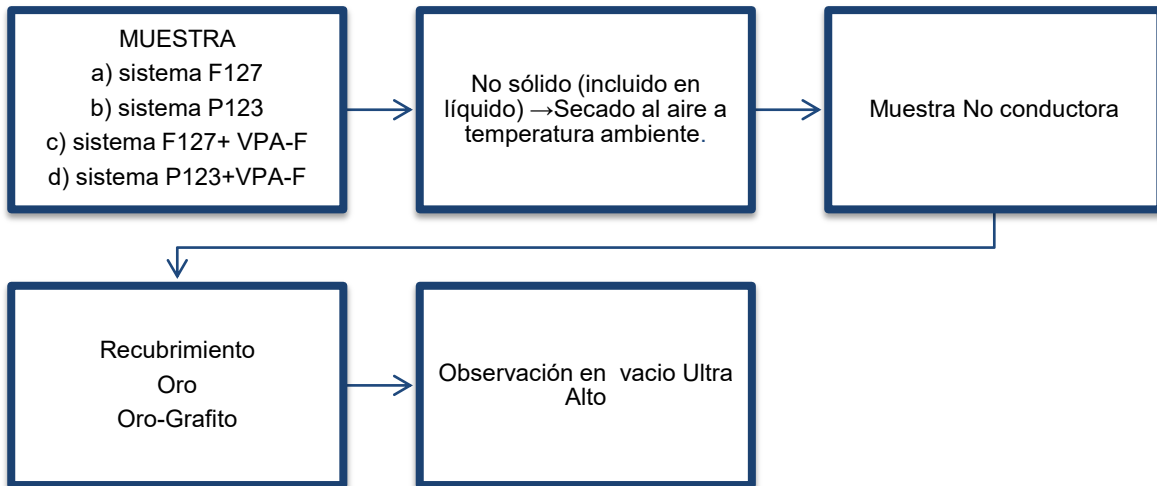 MUESTRA
a) sistema F127
b) sistema P123
c) sistema F127+ VPA-F
d) sistema P123+VPA-F
No sólido (incluido en
líquido) →Secado al aire a
temperatura ambiente.
Muestra No conductora
Recubrimiento
Oro
Oro-Grafito
Observación en vacio Ultra
Alto